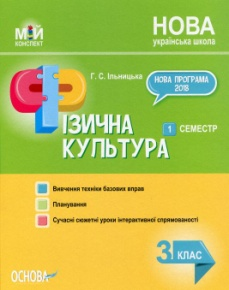 МІЙ
КОНСПЕКТ
НОВА
українська школа
Г. С. Ільницька
НОВА ПРОГРАМА
2018
ФІЗИЧНА
КУЛЬТУРА
1 СЕМЕСТР
Вивчення техніки базових вправ
Планування
Сучасні сюжетні уроки інтерактивної спрямованості
3 КЛАС
ОСНОВА